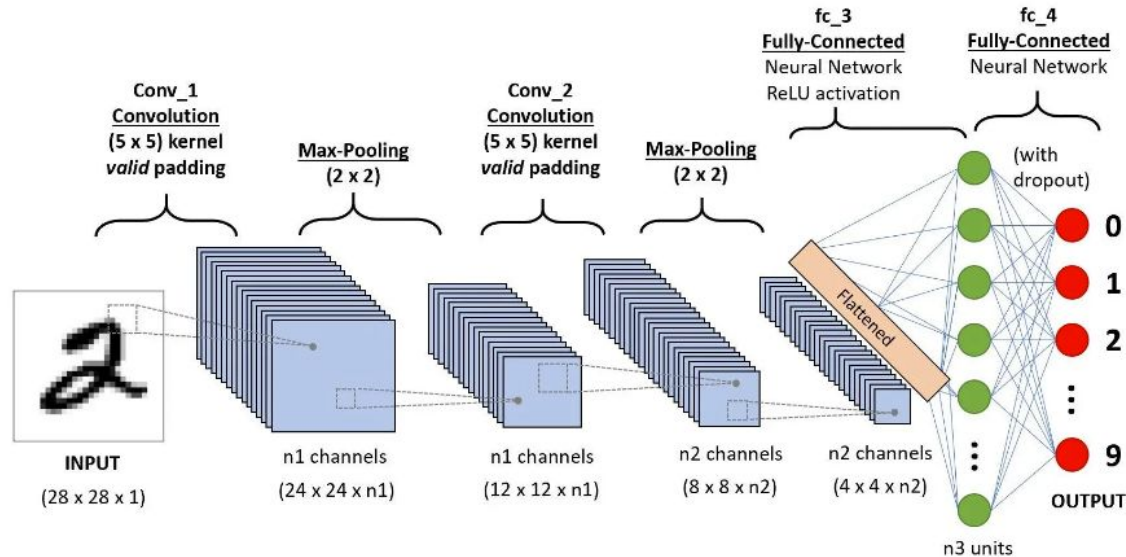 fc_3
Fully-Connected
Neural Network
ReLU activation
fc_4
Fully-Connected
Neural Network
Conv_1
Convolution
(5 x 5) kernel
valid padding
Max-Pooling
(2 x 2)
Conv_2
Convolution
(5 x 5) kernel
valid padding
Max-Pooling
(2 x 2)
(with
dropout)
Flattened
0
1
2
...
9
...
INPUT
(28 x 28 x 1)
n1 channels
(24 x 24 x n1)
n1 channels
(12 x 12 x n1)
n2 channels
(8 x 8 x n2)
n2 channels
(4 x 4 x n2)
n3 units
OUTPUT